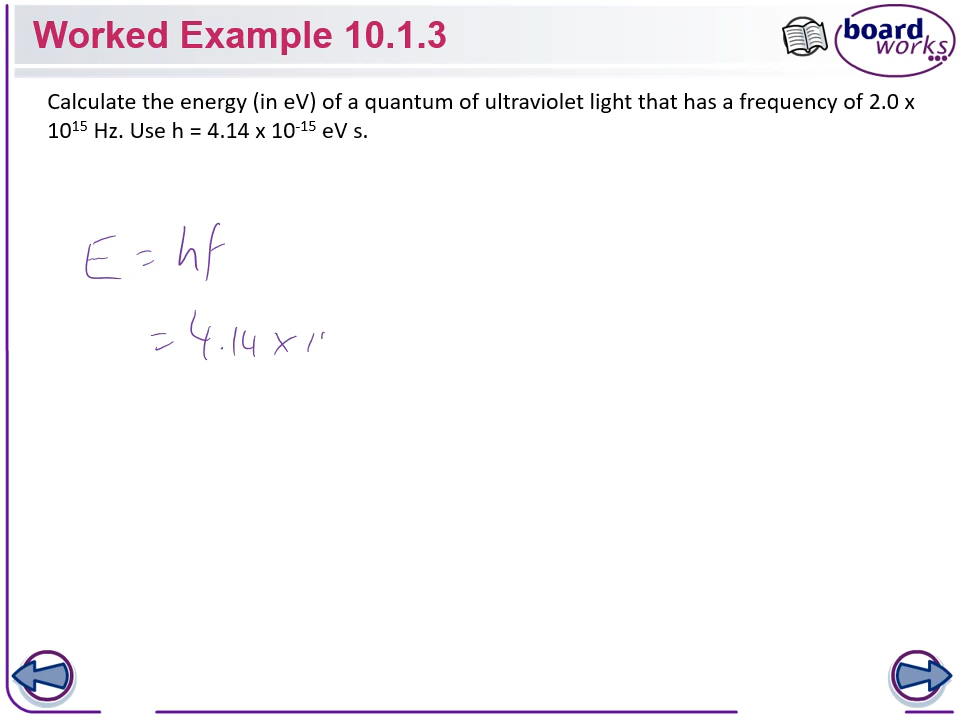 Worked Example 10.1.3
board
works
Calculate the energy (in eV) of a quantum of ultraviolet light that has a frequency of 2.0 x
10¹⁵ Hz. Use h = 4.14 x 10⁻¹⁵ eV s.
E = hf
= 4.14 x